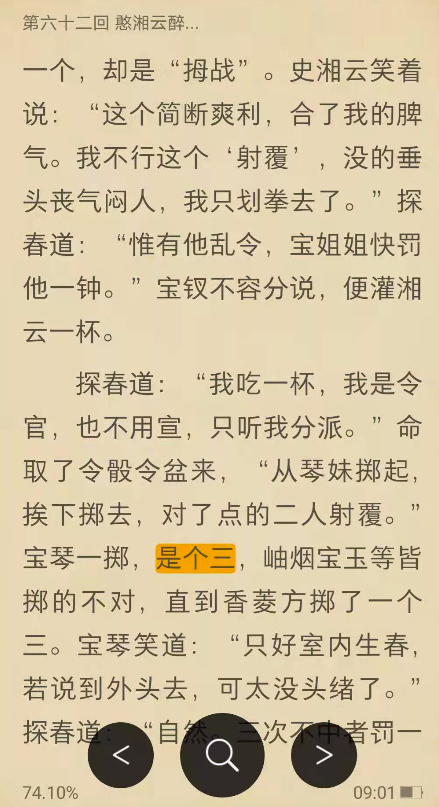 第六十二回 憨湘云醉...
一个，却是“拇战”。史湘云笑着
说：“这个简断爽利，合了我的脾
气。我不行这个‘射覆’，没的垂
头丧气闷人，我只划拳去了。”探
春道：“惟有他乱令，宝姐姐快罚
他一钟。”宝钗不容分说，便灌湘
云一杯。
探春道：“我吃一杯，我是令
官，也不用宣，只听我分派。”命
取了令骰令盆来，“从琴妹掷起，
挨下掷去，对了点的二人射覆。”
宝琴一掷，是个三，岫烟宝玉等皆
掷的不对，直到香菱方掷了一个
三。宝琴笑道：“只好室内生春，
若说到外头去，可太没头绪了。”
探春道：“自然。三次不中者罚一
74.10%
09:01